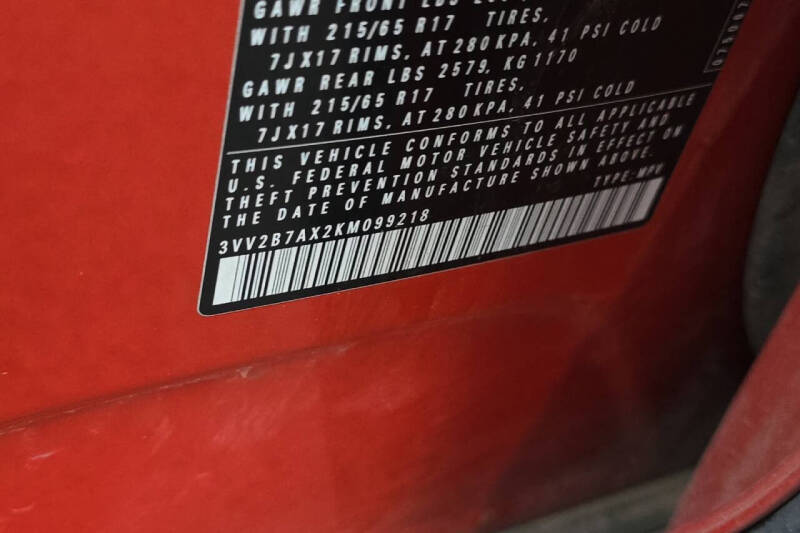 GAWR FRONT LBS
WITH 215/65 R17 TIRES,
7JX17 RIMS, AT 280 KPA, 41 PSI COLD
GAWR REAR LBS 2579, KG 1170
WITH 215/65 R17 TIRES,
7JX17 RIMS, AT 280 KPA, 41 PSI COLD
THIS VEHICLE CONFORMS TO ALL APPLICABLE
U.S. FEDERAL MOTOR VEHICLE SAFETY AND
THEFT PREVENTION STANDARDS IN EFFECT ON
THE DATE OF MANUFACTURE SHOWN ABOVE.
TYPE: MPV
3VV2B7AX2KM099218